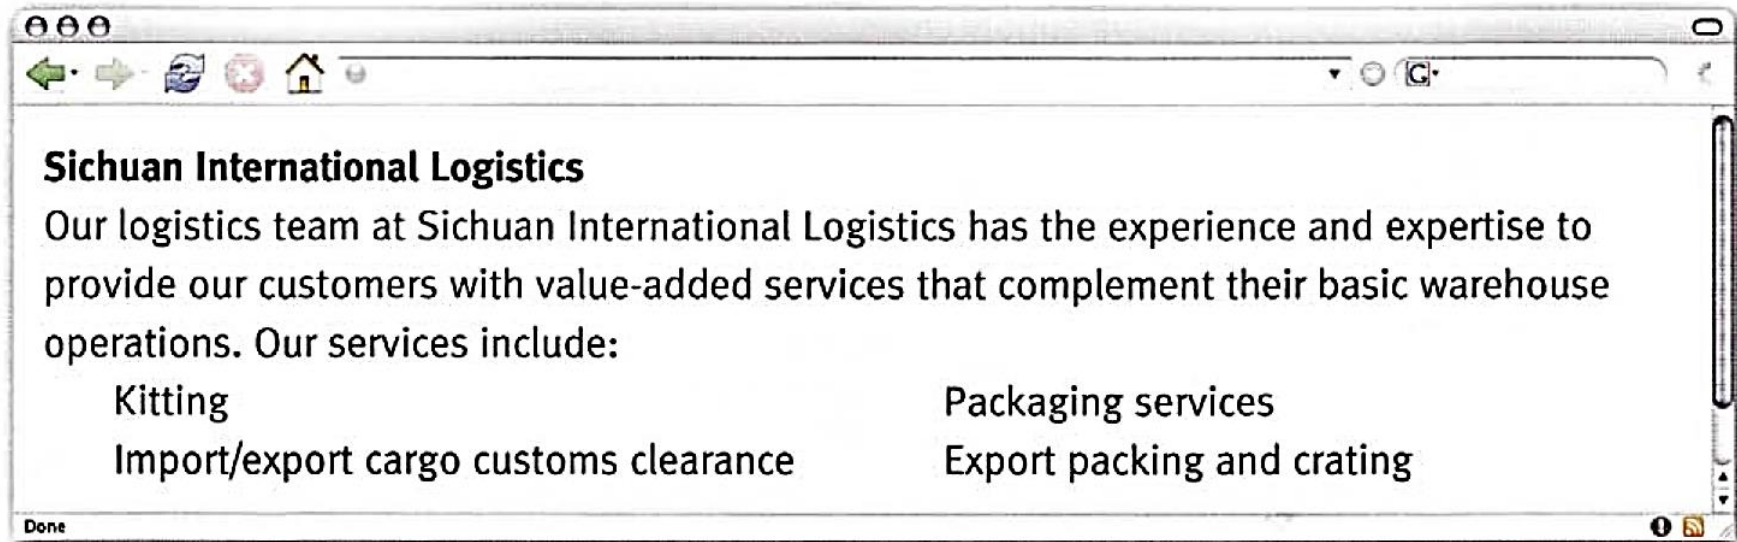 G
Sichuan International Logistics
Our logistics team at Sichuan International Logistics has the experience and expertise to
provide our customers with value-added services that complement their basic warehouse
operations. Our services include:
Kitting
Packaging services
Import/export cargo customs clearance
Export packing and crating
Done